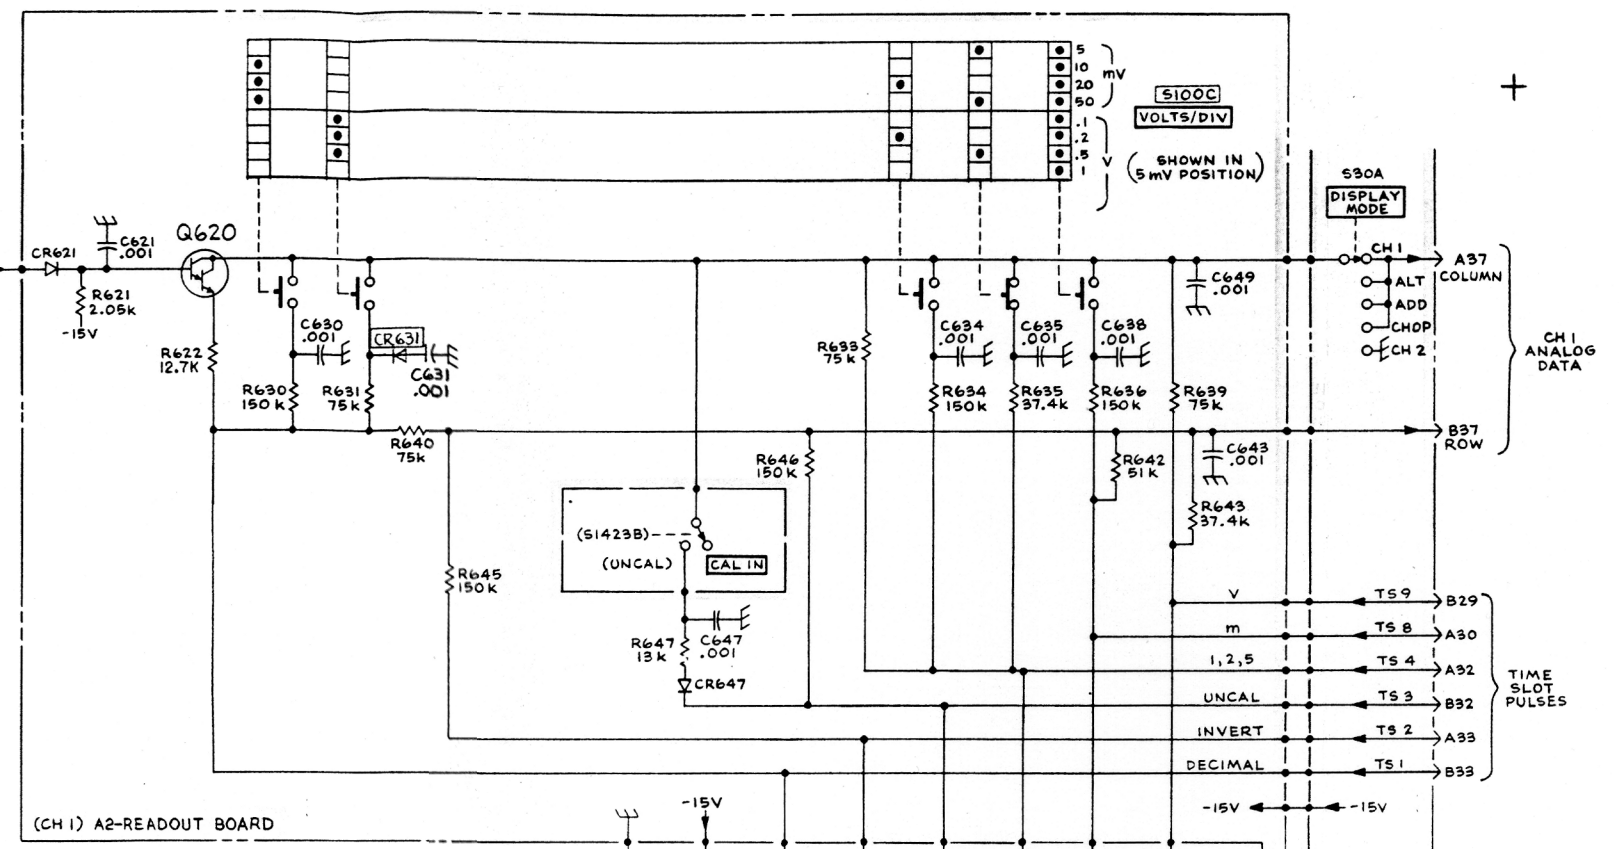 5
10
20
50
mV
.1
.2
.5
1
V
S100C
VOLTS/DIV
(SHOWN IN
5mV POSITION)
S30A
DISPLAY
MODE
CH 1
ALT
ADD
CHOP
CH 2
A37
COLUMN
CH 1
ANALOG
DATA
B37
ROW
Q620
CR621
C621
.001
R621
2.05K
-15V
R622
12.7K
C630
.001
R630
150K
CR631
C631
.001
R631
75K
R640
75K
R633
75K
C634
.001
R634
150K
C635
.001
R635
37.4K
C638
.001
R636
150K
C649
.001
R639
75K
R646
150K
R642
51K
C643
.001
R643
37.4K
(S1423B)
(UNCAL)
CAL IN
R645
150K
R647
13K
C647
.001
CR647
V TS 9 B29
m TS 8 A30
1,2,5 TS 4 A32
UNCAL TS 3 B32
INVERT TS 2 A33
DECIMAL TS 1 B33
TIME
SLOT
PULSES
-15V -15V
-15V
(CH 1) A2-READOUT BOARD